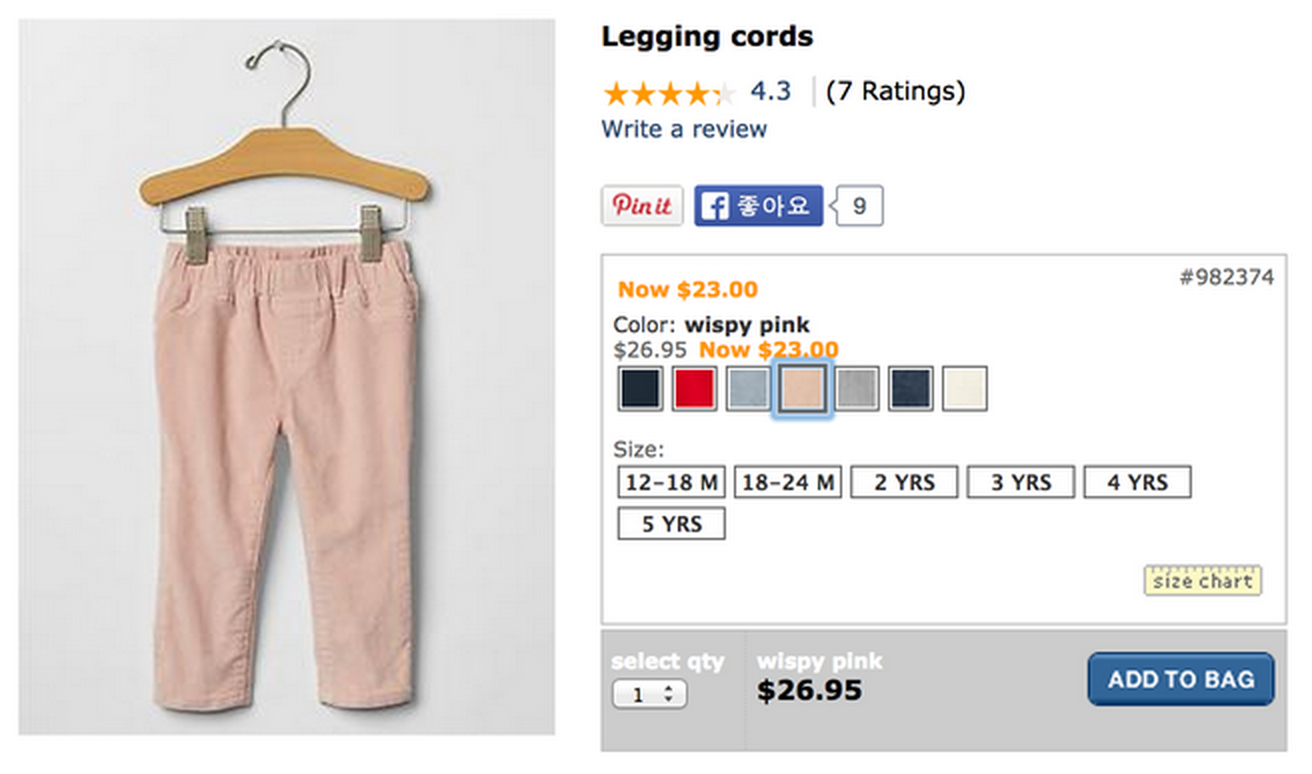 Legging cords
4.3 (7 Ratings)
Write a review
Pin it 좋아요 9
#982374
Now $23.00
Color: wispy pink
$26.95 Now $23.00
Size:
12-18 M 18-24 M 2 YRS 3 YRS 4 YRS
5 YRS
size chart
select qty wispy pink
1 $26.95 ADD TO BAG